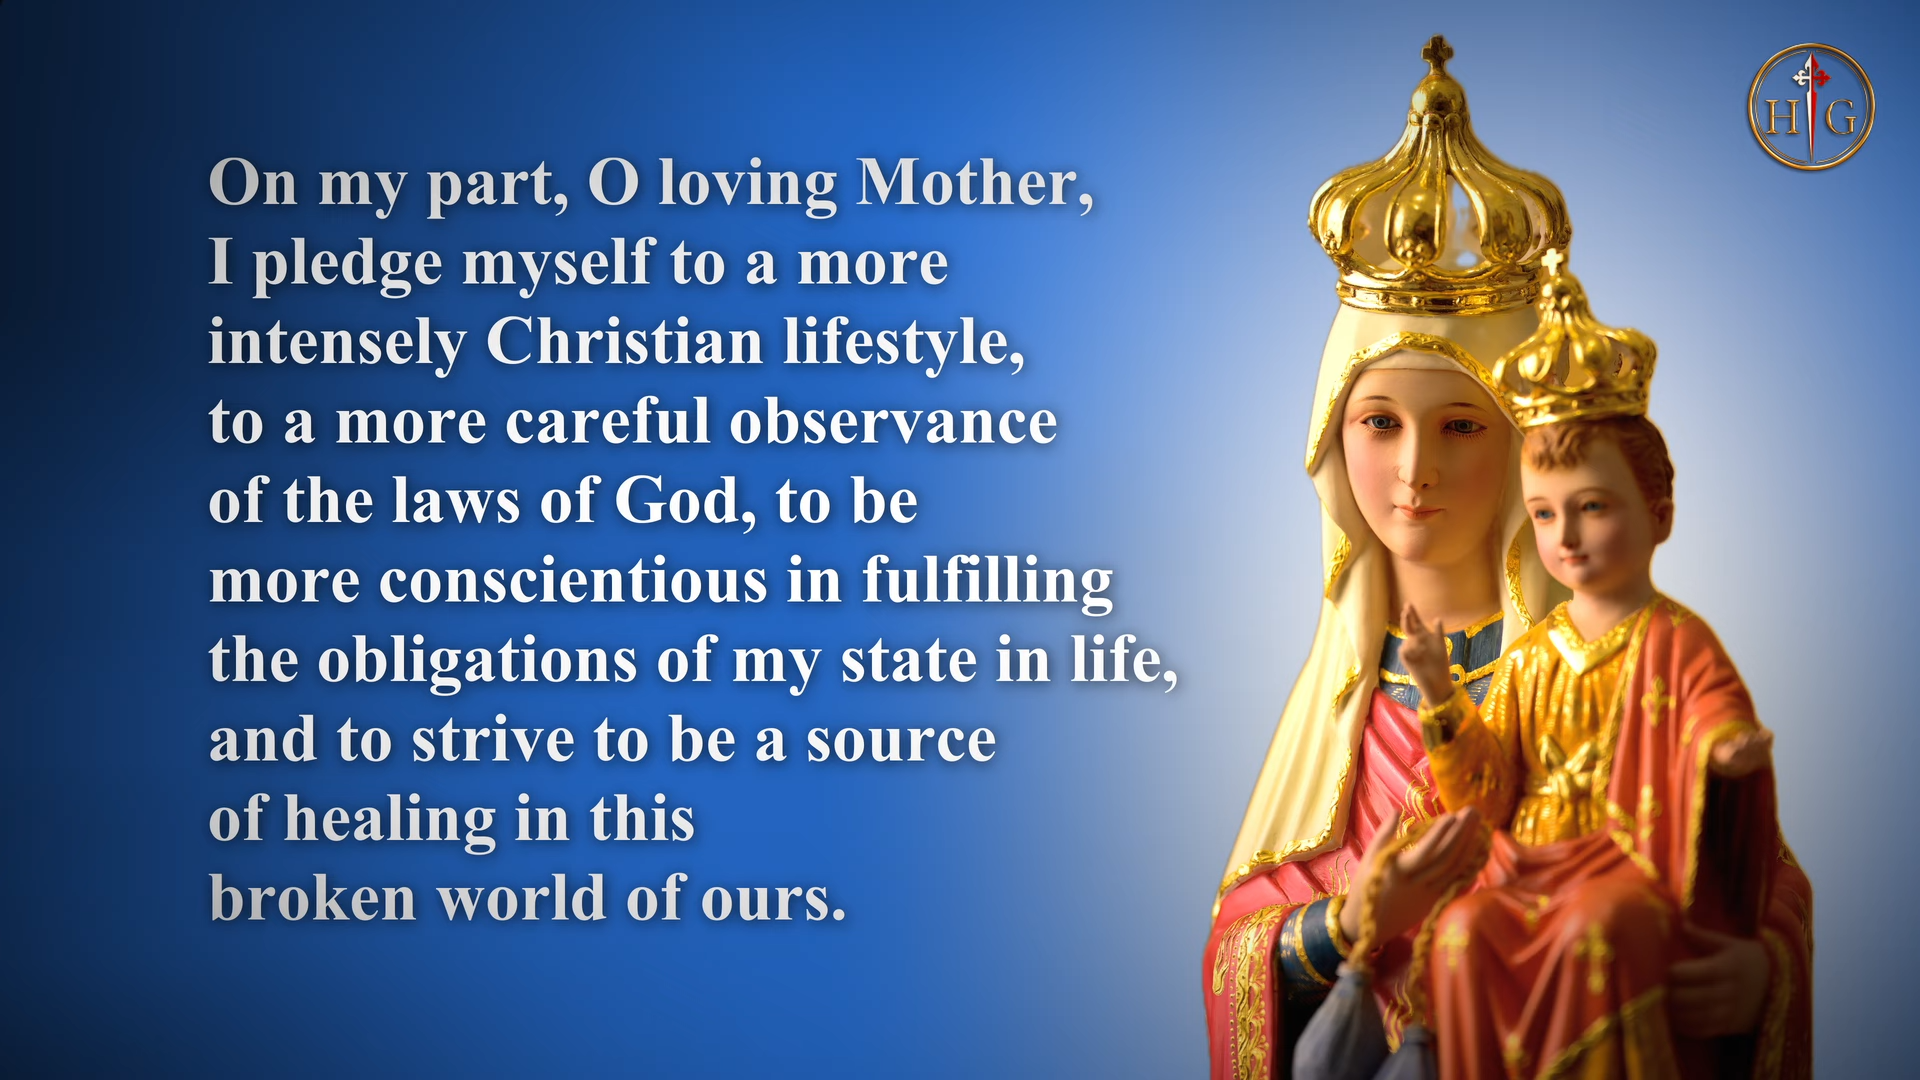 On my part, O loving Mother,
I pledge myself to a more
intensely Christian lifestyle,
to a more careful observance
of the laws of God, to be
more conscientious in fulfilling
the obligations of my state in life,
and to strive to be a source
of healing in this
broken world of ours.
H G